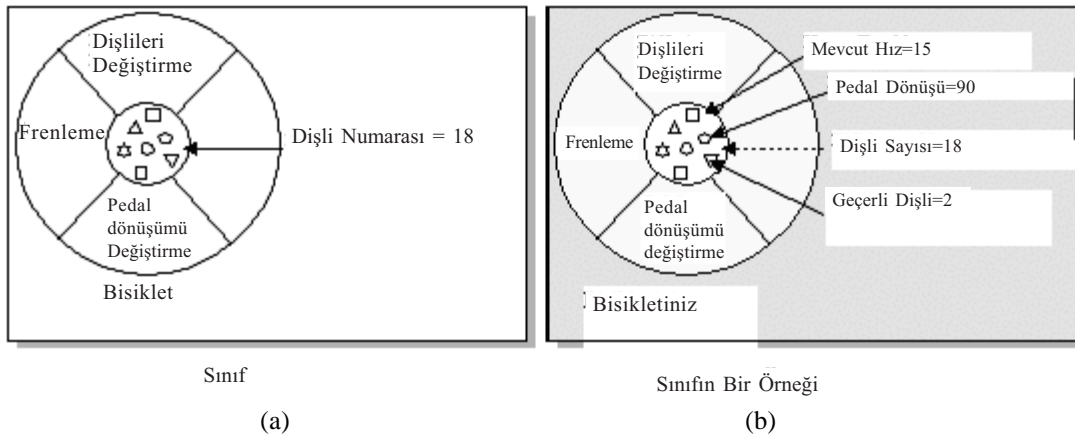 Dişlileri
Değiştirme
Frenleme
Dişli Numarası = 18
Pedal
dönüşümü
Değiştirme
Bisiklet
Sınıf
(a)
Dişlileri
Değiştirme
Mevcut Hız=15
Pedal Dönüşü=90
Frenleme
Dişli Sayısı=18
Geçerli Dişli=2
Pedal
dönüşümü
değiştirme
Bisikletiniz
Sınıfın Bir Örneği
(b)